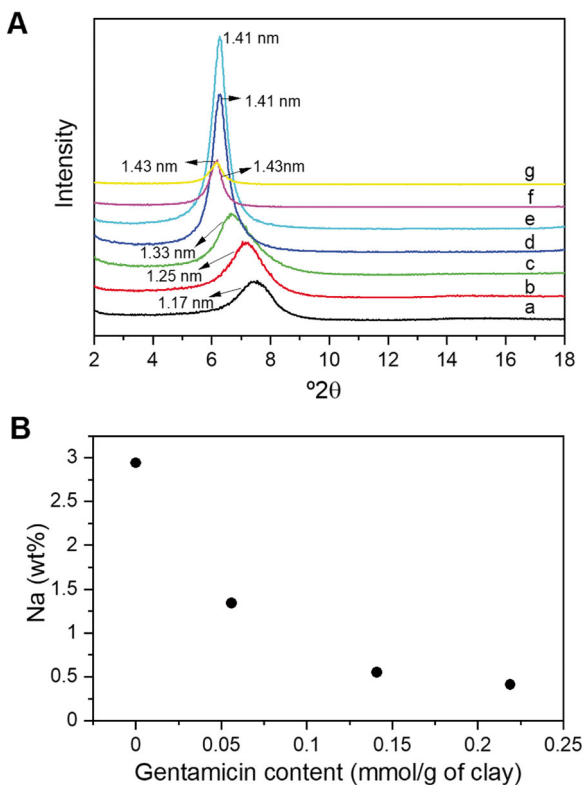 A
1.41 nm
1.41 nm
1.43 nm
1.43nm
g
f
e
1.33 nm
d
1.25 nm
c
1.17 nm
b
a
Intensity
2 4 6 8 10 12 14 16 18
º2θ
B
3
2.5
2
1.5
1
0.5
0
Na (wt%)
0 0.05 0.1 0.15 0.2 0.25
Gentamicin content (mmol/g of clay)